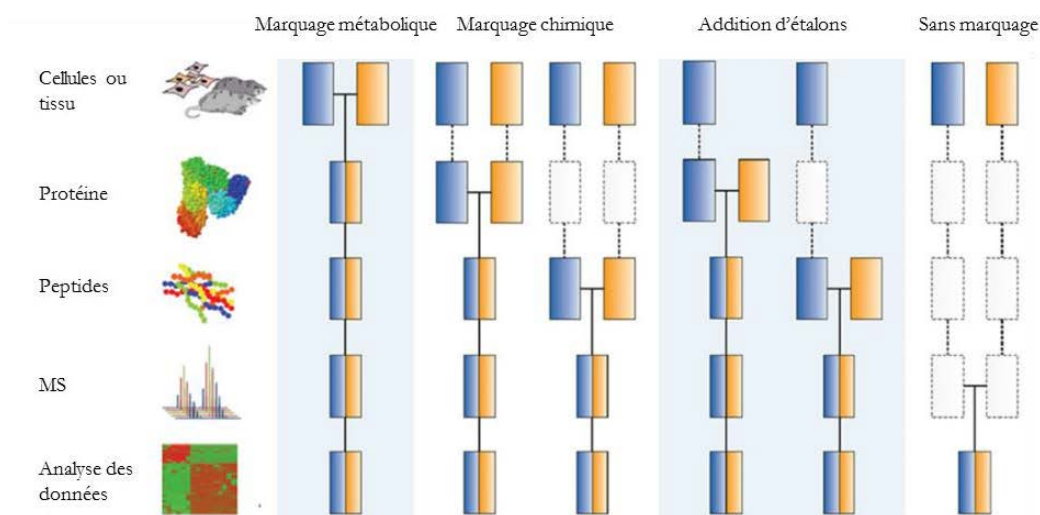 Marquage métabolique
Marquage chimique
Addition d'étalons
Sans marquage
Cellules ou
tissu
Protéine
Peptides
MS
Analyse des
données